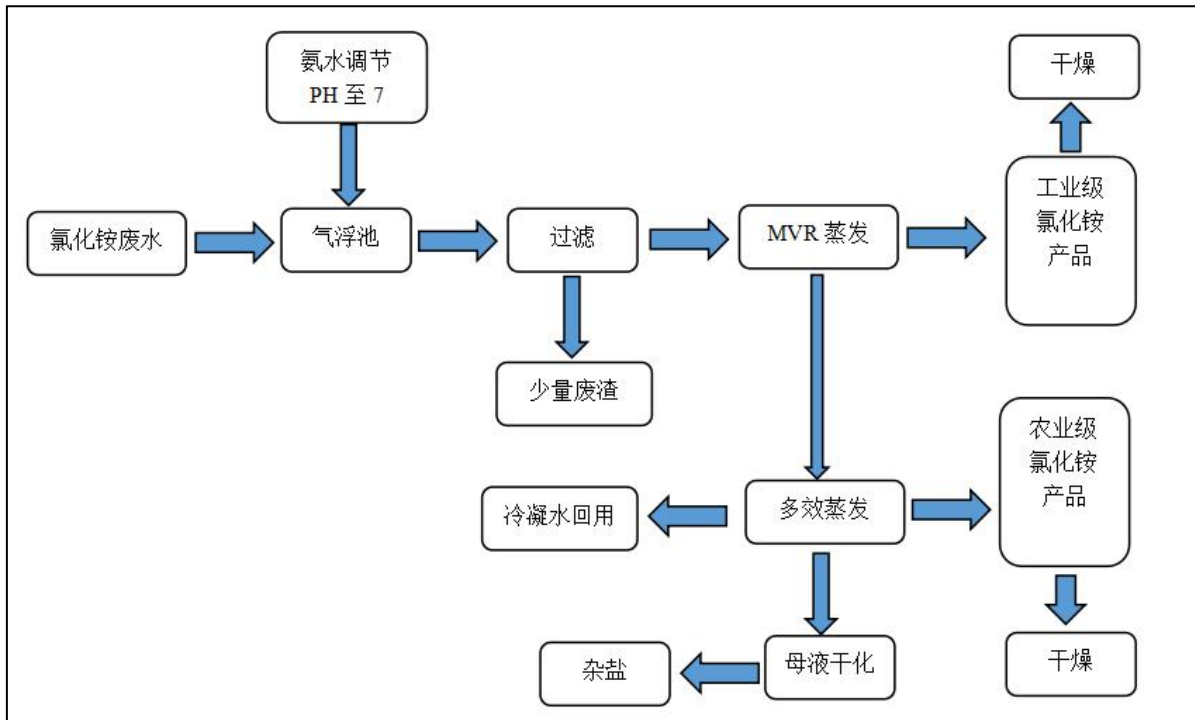 氨水调节
PH 至 7
干燥
氯化铵废水
气浮池
过滤
MVR 蒸发
工业级
氯化铵
产品
少量废渣
农业级
氯化铵
产品
冷凝水回用
多效蒸发
杂盐
母液干化
干燥